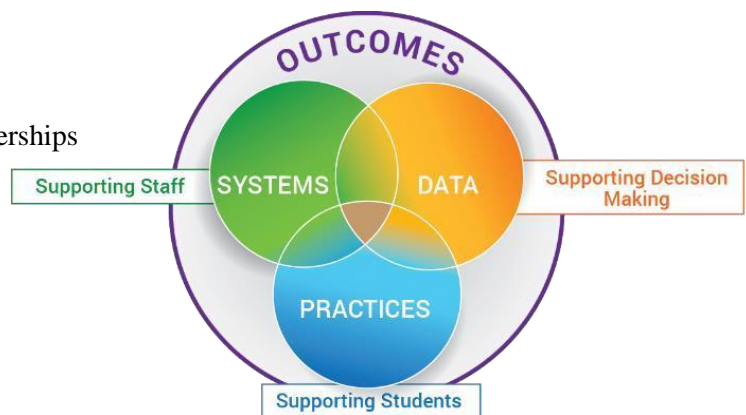 OUTCOMES
erships
Supporting Staff
SYSTEMS
DATA
Supporting Decision
Making
PRACTICES
Supporting Students